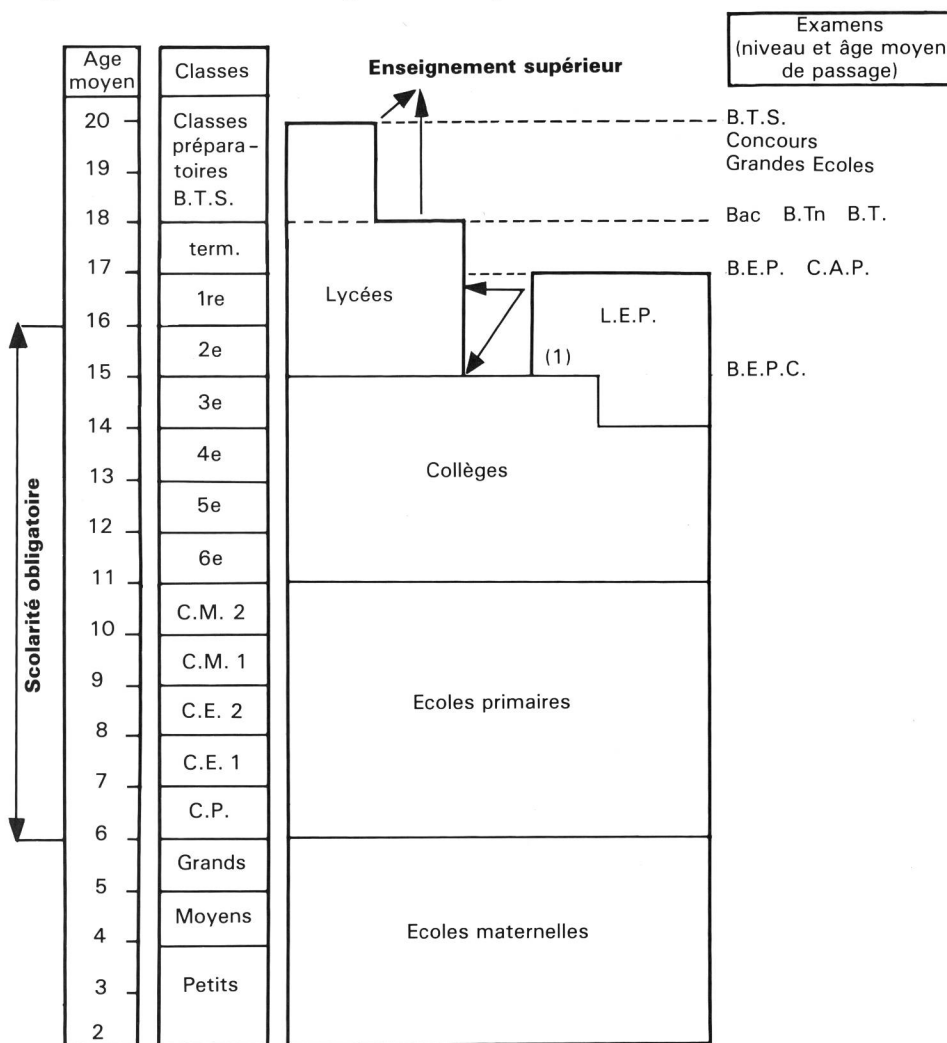 Age
moyen
Classes
Enseignement supérieur
Examens
(niveau et âge moyen
de passage)
20
19
18
17
16
15
14
13
12
11
10
9
8
7
6
5
4
3
2
Scolarité obligatoire
Classes
prépara-
toires
B.T.S.
term.
1re
2e
3e
4e
5e
6e
C.M. 2
C.M. 1
C.E. 2
C.E. 1
C.P.
Grands
Moyens
Petits
Lycées
L.E.P.
(1)
Collèges
Ecoles primaires
Ecoles maternelles
B.T.S.
Concours
Grandes Ecoles
Bac B.Tn B.T.
B.E.P. C.A.P.
B.E.P.C.